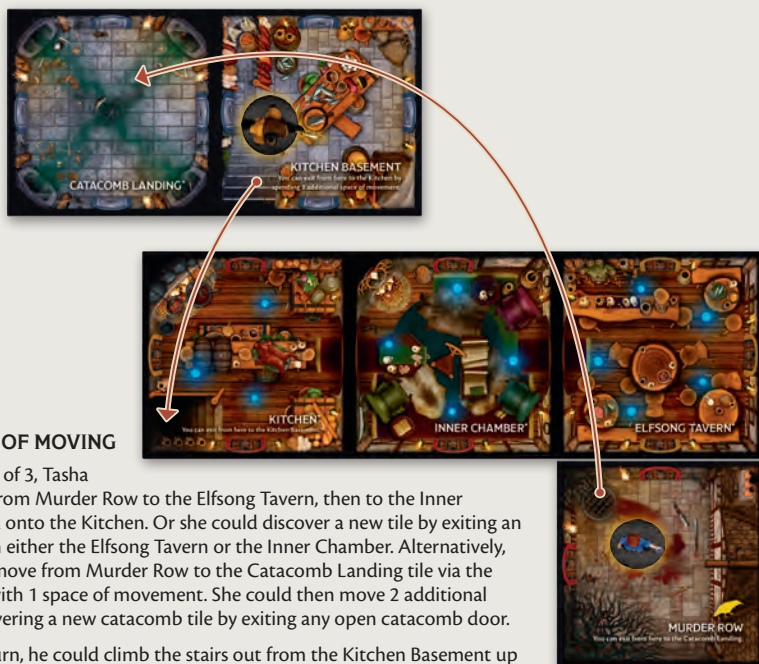 CATACOMB LANDING*
KITCHEN BASEMENT
You can exit from here to the Kitchen by
spending 1 additional space of movement.
KITCHEN*
You can exit from here to the Kitchen Basement.
INNER CHAMBER*
ELFSONG TAVERN*
OF MOVING
of 3, Tasha
rom Murder Row to the Elfsong Tavern, then to the Inner
onto the Kitchen. Or she could discover a new tile by exiting an
either the Elfsong Tavern or the Inner Chamber. Alternatively,
move from Murder Row to the Catacomb Landing tile via the
with 1 space of movement. She could then move 2 additional
vering a new catacomb tile by exiting any open catacomb door.
urn, he could climb the stairs out from the Kitchen Basement up
MURDER ROW
You can exit from here to the Catacomb Landing.